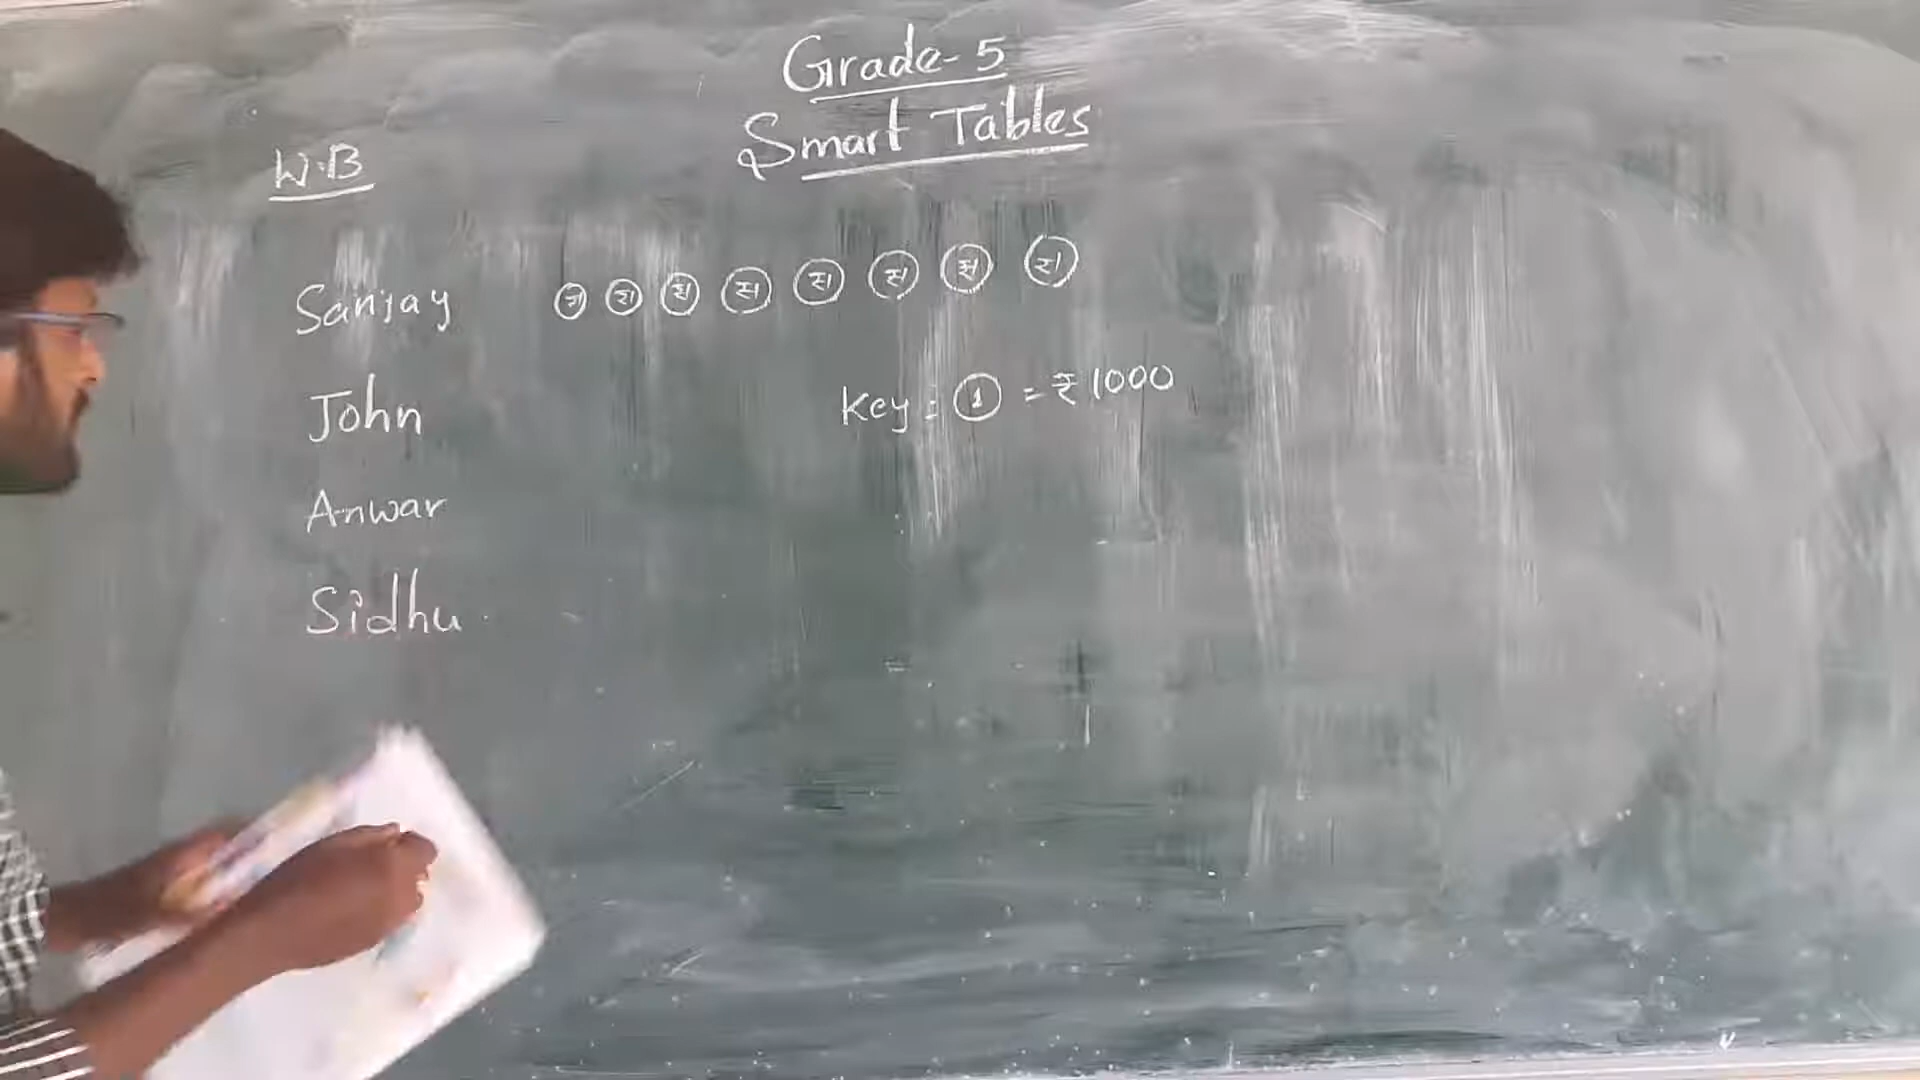 Grade-5
Smart Tables
W.B
Sanjay
Key : 1 = ₹ 1000
John
Anwar
Sidhu